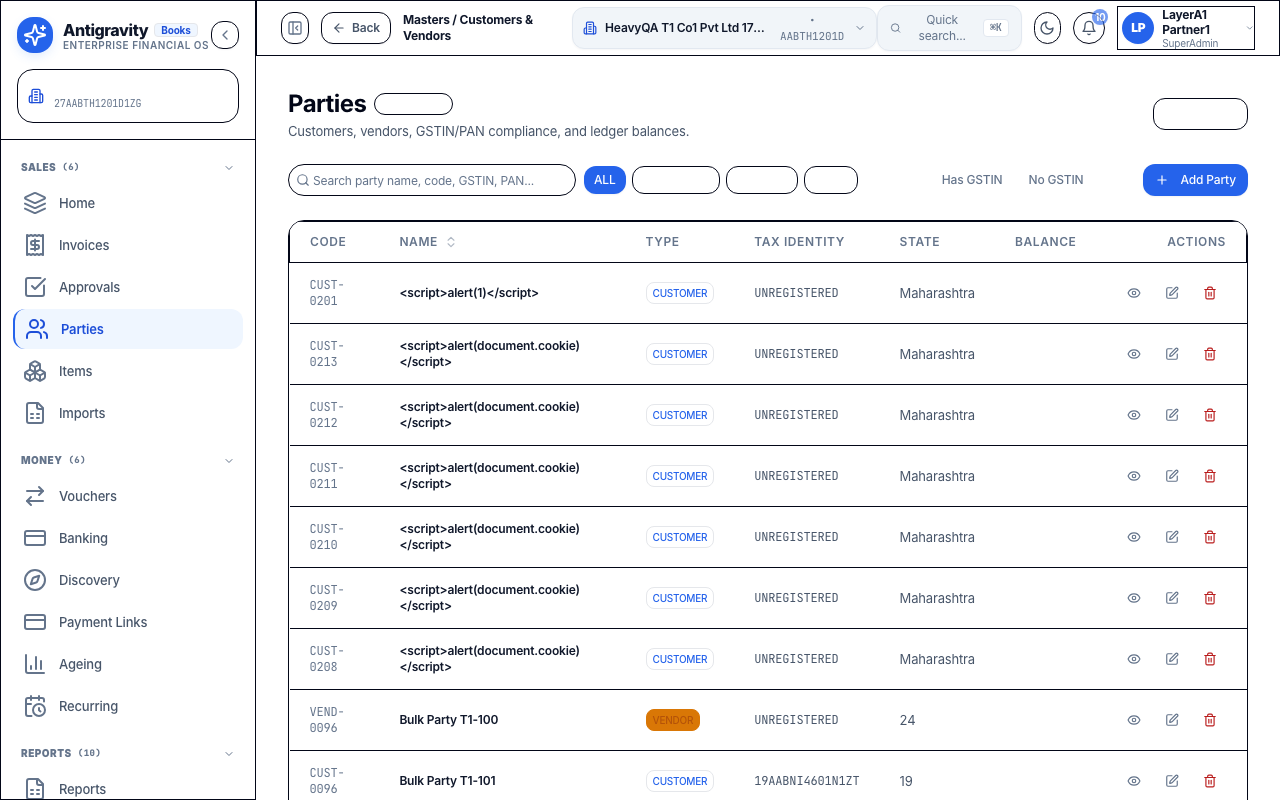 Antigravity Books
ENTERPRISE FINANCIAL OS
27AABTH1201D1ZG
SALES (6)
Home
Invoices
Approvals
Parties
Items
Imports
MONEY (6)
Vouchers
Banking
Discovery
Payment Links
Ageing
Recurring
REPORTS (10)
Reports
Back
Masters / Customers &
Vendors
HeavyQA T1 Co1 Pvt Ltd 17...
· AABTH1201D
Quick
search...
⌘K
10
LP
LayerA1
Partner1
SuperAdmin
Parties
Customers, vendors, GSTIN/PAN compliance, and ledger balances.
Search party name, code, GSTIN, PAN...
ALL
Has GSTIN
No GSTIN
Add Party
CODE NAME TYPE TAX IDENTITY STATE BALANCE ACTIONS
CUST-
0201
<script>alert(1)</script>
CUSTOMER
UNREGISTERED
Maharashtra
CUST-
0213
<script>alert(document.cookie)
</script>
CUSTOMER
UNREGISTERED
Maharashtra
CUST-
0212
<script>alert(document.cookie)
</script>
CUSTOMER
UNREGISTERED
Maharashtra
CUST-
0211
<script>alert(document.cookie)
</script>
CUSTOMER
UNREGISTERED
Maharashtra
CUST-
0210
<script>alert(document.cookie)
</script>
CUSTOMER
UNREGISTERED
Maharashtra
CUST-
0209
<script>alert(document.cookie)
</script>
CUSTOMER
UNREGISTERED
Maharashtra
CUST-
0208
<script>alert(document.cookie)
</script>
CUSTOMER
UNREGISTERED
Maharashtra
VEND-
0096
Bulk Party T1-100
VENDOR
UNREGISTERED
24
CUST-
0096
Bulk Party T1-101
CUSTOMER
19AABNI4601N1ZT
19